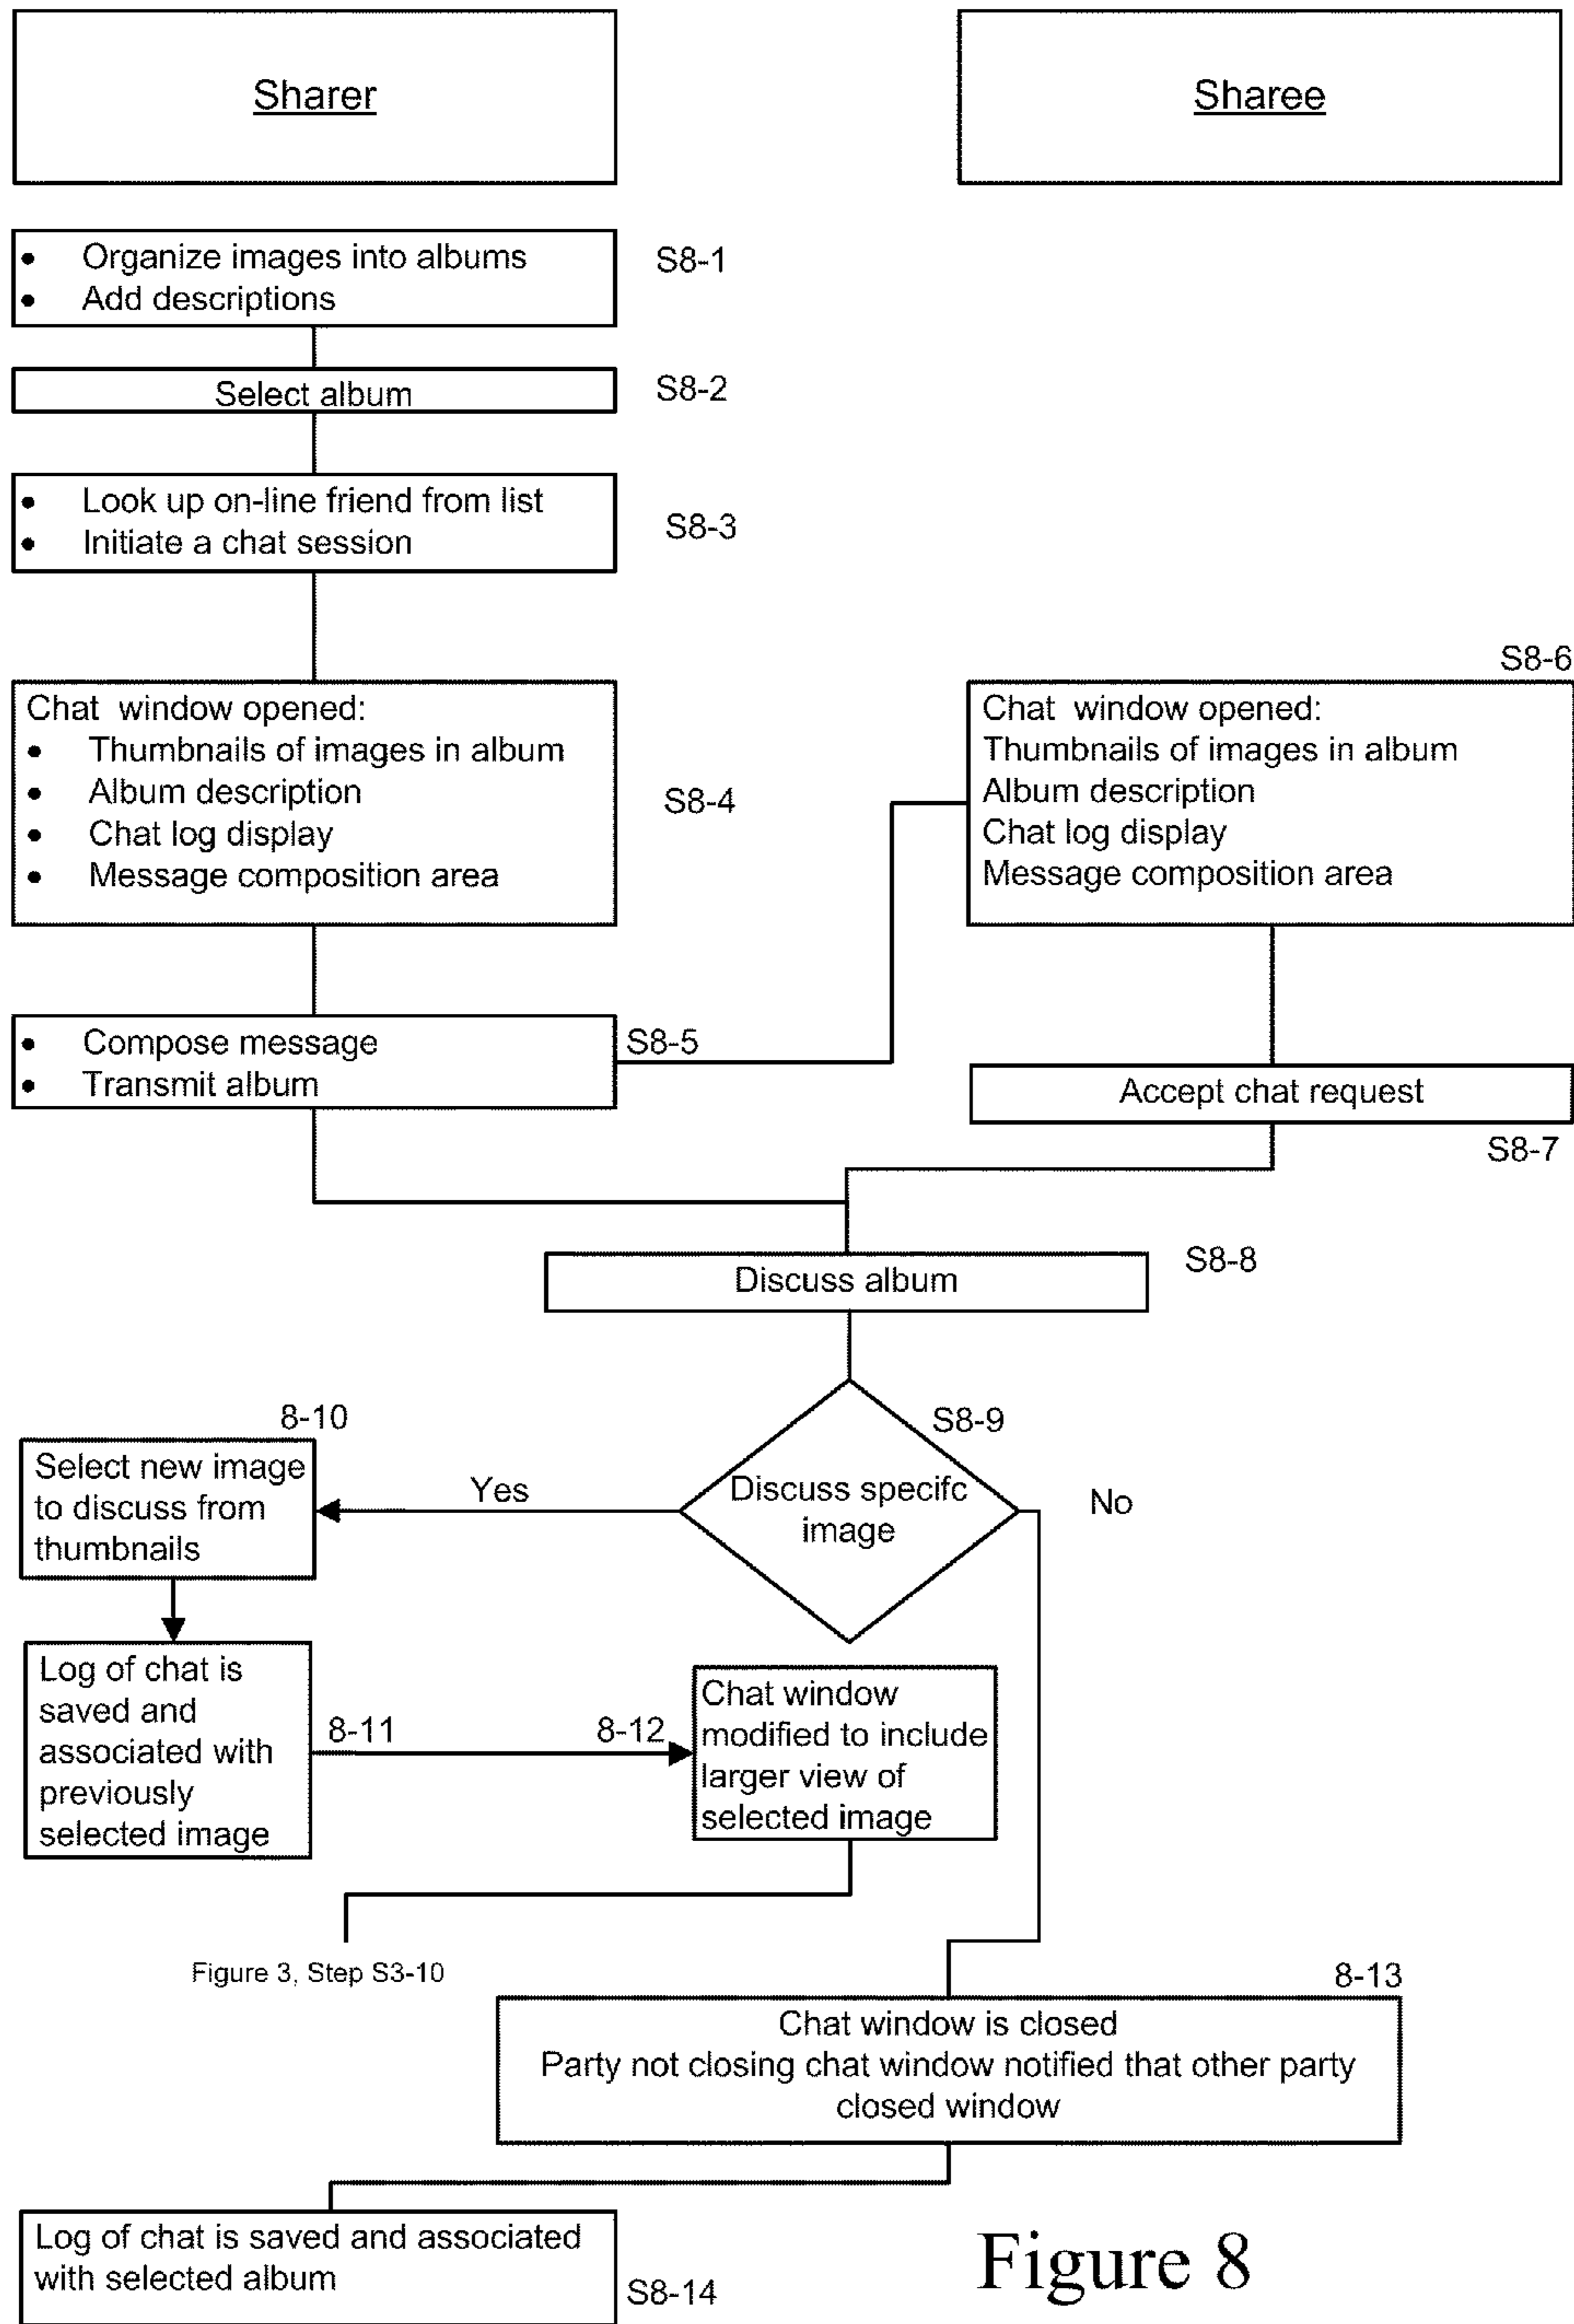 Sharer
Sharee
• Organize images into albums
• Add descriptions
S8-1
Select album
S8-2
• Look up on-line friend from list
• Initiate a chat session
S8-3
Chat window opened:
• Thumbnails of images in album
• Album description
• Chat log display
• Message composition area
S8-4
S8-6
Chat window opened:
Thumbnails of images in album
Album description
Chat log display
Message composition area
• Compose message
• Transmit album
S8-5
Accept chat request
S8-7
Discuss album
S8-8
Discuss specifc
image
S8-9
Yes
No
8-10
Select new image
to discuss from
thumbnails
Log of chat is
saved and
associated with
previously
selected image
8-11
8-12
Chat window
modified to include
larger view of
selected image
Figure 3, Step S3-10
8-13
Chat window is closed
Party not closing chat window notified that other party
closed window
Log of chat is saved and associated
with selected album
S8-14
Figure 8